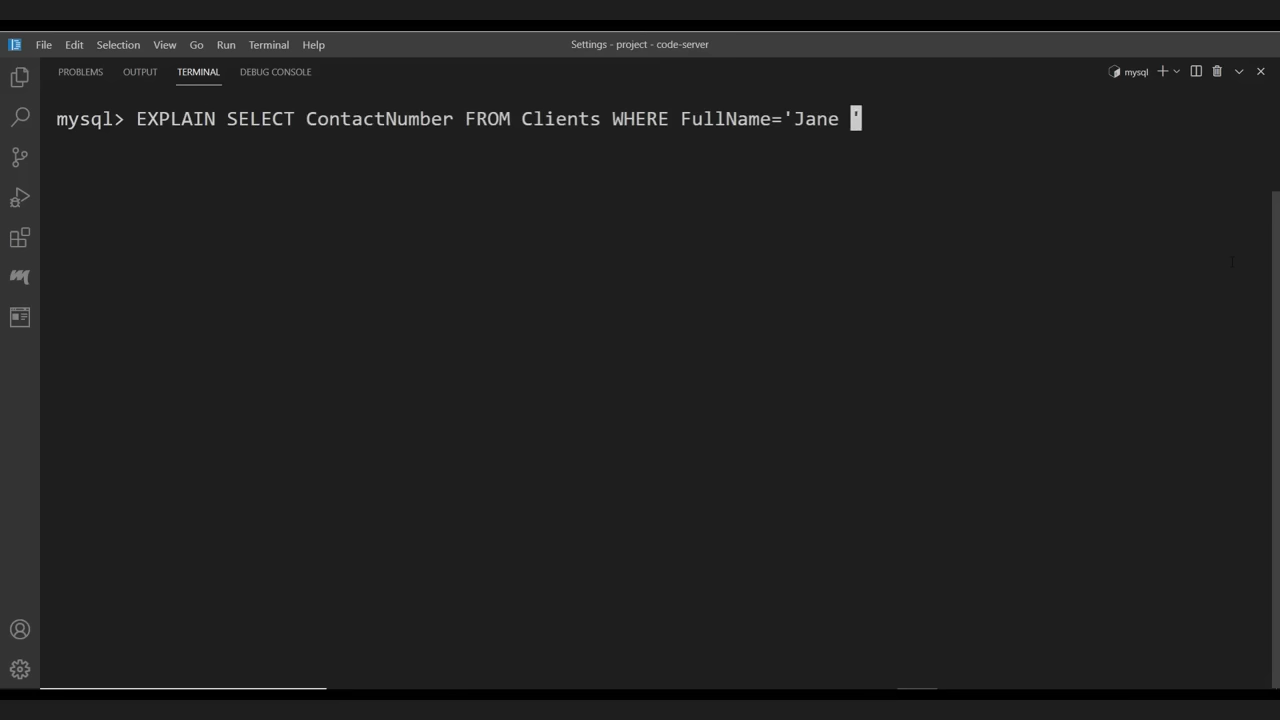 File Edit Selection View Go Run Terminal Help Settings - project - code-server
PROBLEMS OUTPUT TERMINAL DEBUG CONSOLE mysql
mysql> EXPLAIN SELECT ContactNumber FROM Clients WHERE FullName='Jane '